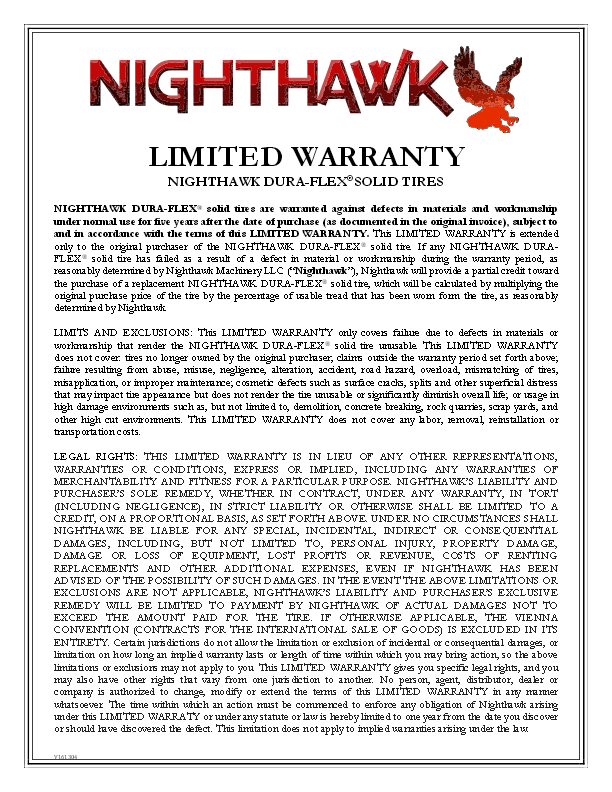 NIGHTHAWK
LIMITED WARRANTY
NIGHTHAWK DURA-FLEX® SOLID TIRES
NIGHTHAWK DURA-FLEX® solid tires are warranted against defects in materials and workmanship
under normal use for five years after the date of purchase (as documented in the original invoice), subject to
and in accordance with the terms of this LIMITED WARRANTY. This LIMITED WARRANTY is extended
only to the original purchaser of the NIGHTHAWK DURA-FLEX® solid tire. If any NIGHTHAWK DURA-
FLEX® solid tire has failed as a result of a defect in material or workmanship during the warranty period, as
reasonably determined by Nighthawk Machinery LLC ("Nighthawk"), Nighthawk will provide a partial credit toward
the purchase of a replacement NIGHTHAWK DURA-FLEX® solid tire, which will be calculated by multiplying the
original purchase price of the tire by the percentage of usable tread that has been worn form the tire, as reasonably
determined by Nighthawk.
LIMITS AND EXCLUSIONS: This LIMITED WARRANTY only covers failure due to defects in materials or
workmanship that render the NIGHTHAWK DURA-FLEX® solid tire unusable. This LIMITED WARRANTY
does not cover: tires no longer owned by the original purchaser; claims outside the warranty period set forth above;
failure resulting from abuse, misuse, negligence, alteration, accident, road hazard, overload, mismatching of tires,
misapplication, or improper maintenance; cosmetic defects such as surface cracks, splits and other superficial distress
that may impact tire appearance but does not render the tire unusable or significantly diminish overall life; or usage in
high damage environments such as, but not limited to, demolition, concrete breaking, rock quarries, scrap yards, and
other high cut environments. This LIMITED WARRANTY does not cover any labor, removal, reinstallation or
transportation costs.
LEGAL RIGHTS: THIS LIMITED WARRANTY IS IN LIEU OF ANY OTHER REPRESENTATIONS,
WARRANTIES OR CONDITIONS, EXPRESS OR IMPLIED, INCLUDING ANY WARRANTIES OF
MERCHANTABILITY AND FITNESS FOR A PARTICULAR PURPOSE. NIGHTHAWK'S LIABILITY AND
PURCHASER'S SOLE REMEDY, WHETHER IN CONTRACT, UNDER ANY WARRANTY, IN TORT
(INCLUDING NEGLIGENCE), IN STRICT LIABILITY OR OTHERWISE SHALL BE LIMITED TO A
CREDIT, ON A PROPORTIONAL BASIS, AS SET FORTH ABOVE. UNDER NO CIRCUMSTANCES SHALL
NIGHTHAWK BE LIABLE FOR ANY SPECIAL, INCIDENTAL, INDIRECT OR CONSEQUENTIAL
DAMAGES, INCLUDING, BUT NOT LIMITED TO, PERSONAL INJURY, PROPERTY DAMAGE,
DAMAGE OR LOSS OF EQUIPMENT, LOST PROFITS OR REVENUE, COSTS OF RENTING
REPLACEMENTS AND OTHER ADDITIONAL EXPENSES, EVEN IF NIGHTHAWK HAS BEEN
ADVISED OF THE POSSIBILITY OF SUCH DAMAGES. IN THE EVENT THE ABOVE LIMITATIONS OR
EXCLUSIONS ARE NOT APPLICABLE, NIGHTHAWK'S LIABILITY AND PURCHASER'S EXCLUSIVE
REMEDY WILL BE LIMITED TO PAYMENT BY NIGHTHAWK OF ACTUAL DAMAGES NOT TO
EXCEED THE AMOUNT PAID FOR THE TIRE. IF OTHERWISE APPLICABLE, THE VIENNA
CONVENTION (CONTRACTS FOR THE INTERNATIONAL SALE OF GOODS) IS EXCLUDED IN ITS
ENTIRETY. Certain jurisdictions do not allow the limitation or exclusion of incidental or consequential damages, or
limitation on how long an implied warranty lasts or length of time within which you may bring action, so the above
limitations or exclusions may not apply to you. This LIMITED WARRANTY gives you specific legal rights, and you
may also have other rights that vary from one jurisdiction to another. No person, agent, distributor, dealer or
company is authorized to change, modify or extend the terms of this LIMITED WARRANTY in any manner
whatsoever. The time within which an action must be commenced to enforce any obligation of Nighthawk arising
under this LIMITED WARRATY or under any statute or law is hereby limited to one year from the date you discover
or should have discovered the defect. This limitation does not apply to implied warranties arising under the law.
V161304